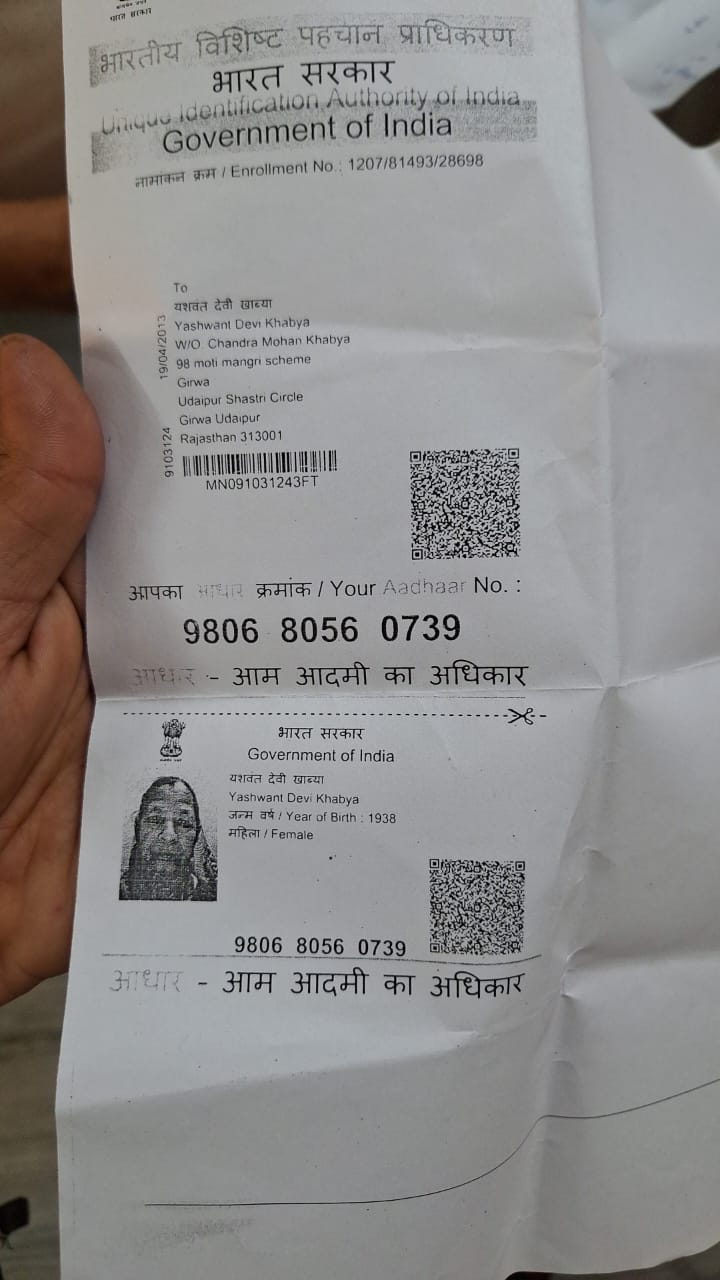 भारत सरकार
भारतीय विशिष्ट पहचान प्राधिकरण
भारत सरकार
Unique Identification Authority of India
Government of India
नामांकन क्रम / Enrollment No.: 1207/81493/28698
To
यशवंत देवी खाब्या
Yashwant Devi Khabya
W/O. Chandra Mohan Khabya
98 moti mangri scheme
Girwa
Udaipur Shastri Circle
Girwa Udaipur
Rajasthan 313001
19/04/2013
9103124
MN091031243FT
आपका आधार क्रमांक / Your Aadhaar No. :
9806 8056 0739
आधार - आम आदमी का अधिकार
भारत सरकार
Government of India
यशवंत देवी खाब्या
Yashwant Devi Khabya
जन्म वर्ष / Year of Birth : 1938
महिला / Female
9806 8056 0739
आधार - आम आदमी का अधिकार